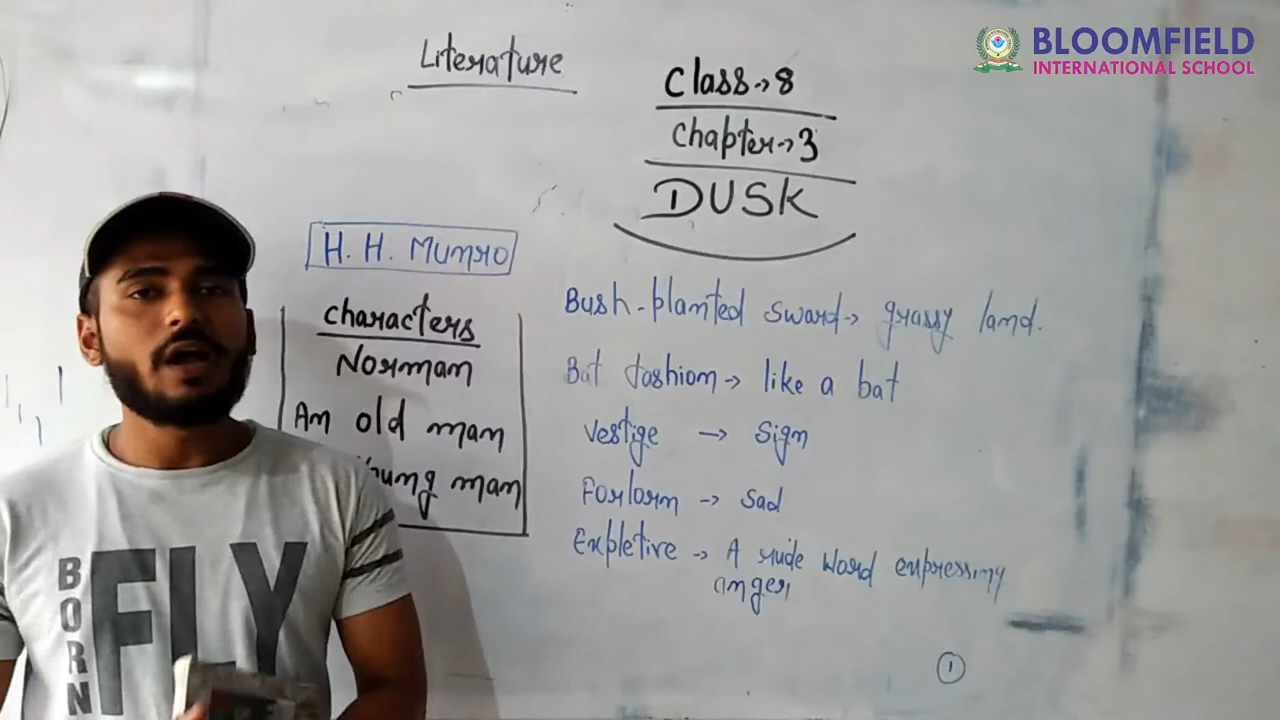 BLOOMFIELD
INTERNATIONAL SCHOOL
Literature
Class→8
Chapter→3
DUSK
H. H. Munro
Characters
Norman
An old man
young man
Bush-planted sward→ grassy land.
Bat fashion→ like a bat
Vestige → Sign
Forlorn → Sad
Expletive → A rude word expressing
anger
1
BORN
FLY